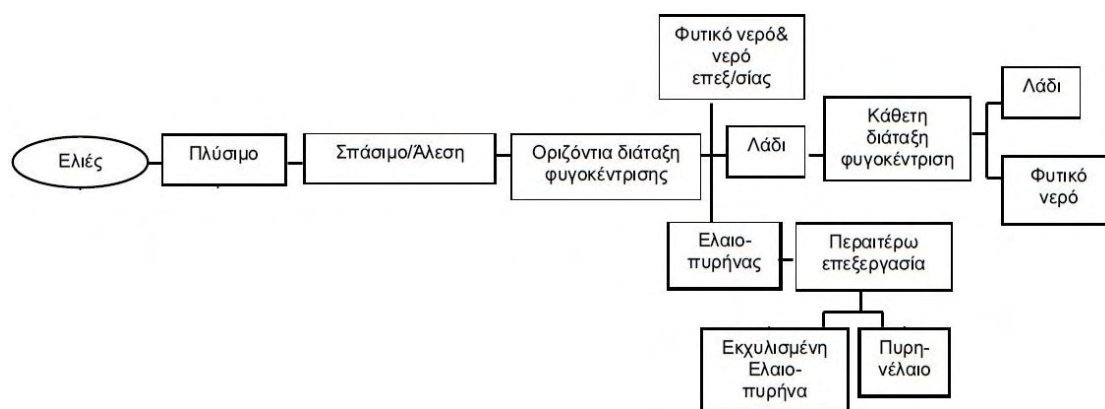 Ελιές
Πλύσιμο
Σπάσιμο/Άλεση
Οριζόντια διάταξη
φυγοκέντρισης
Φυτικό νερό&
νερό
επεξ/σίας
Λάδι
Κάθετη
διάταξη
φυγοκέντριση
Λάδι
Φυτικό
νερό
Ελαιο-
πυρήνας
Περαιτέρω
επεξεργασία
Εκχυλισμένη
Ελαιο-
πυρήνα
Πυρη-
νέλαιο